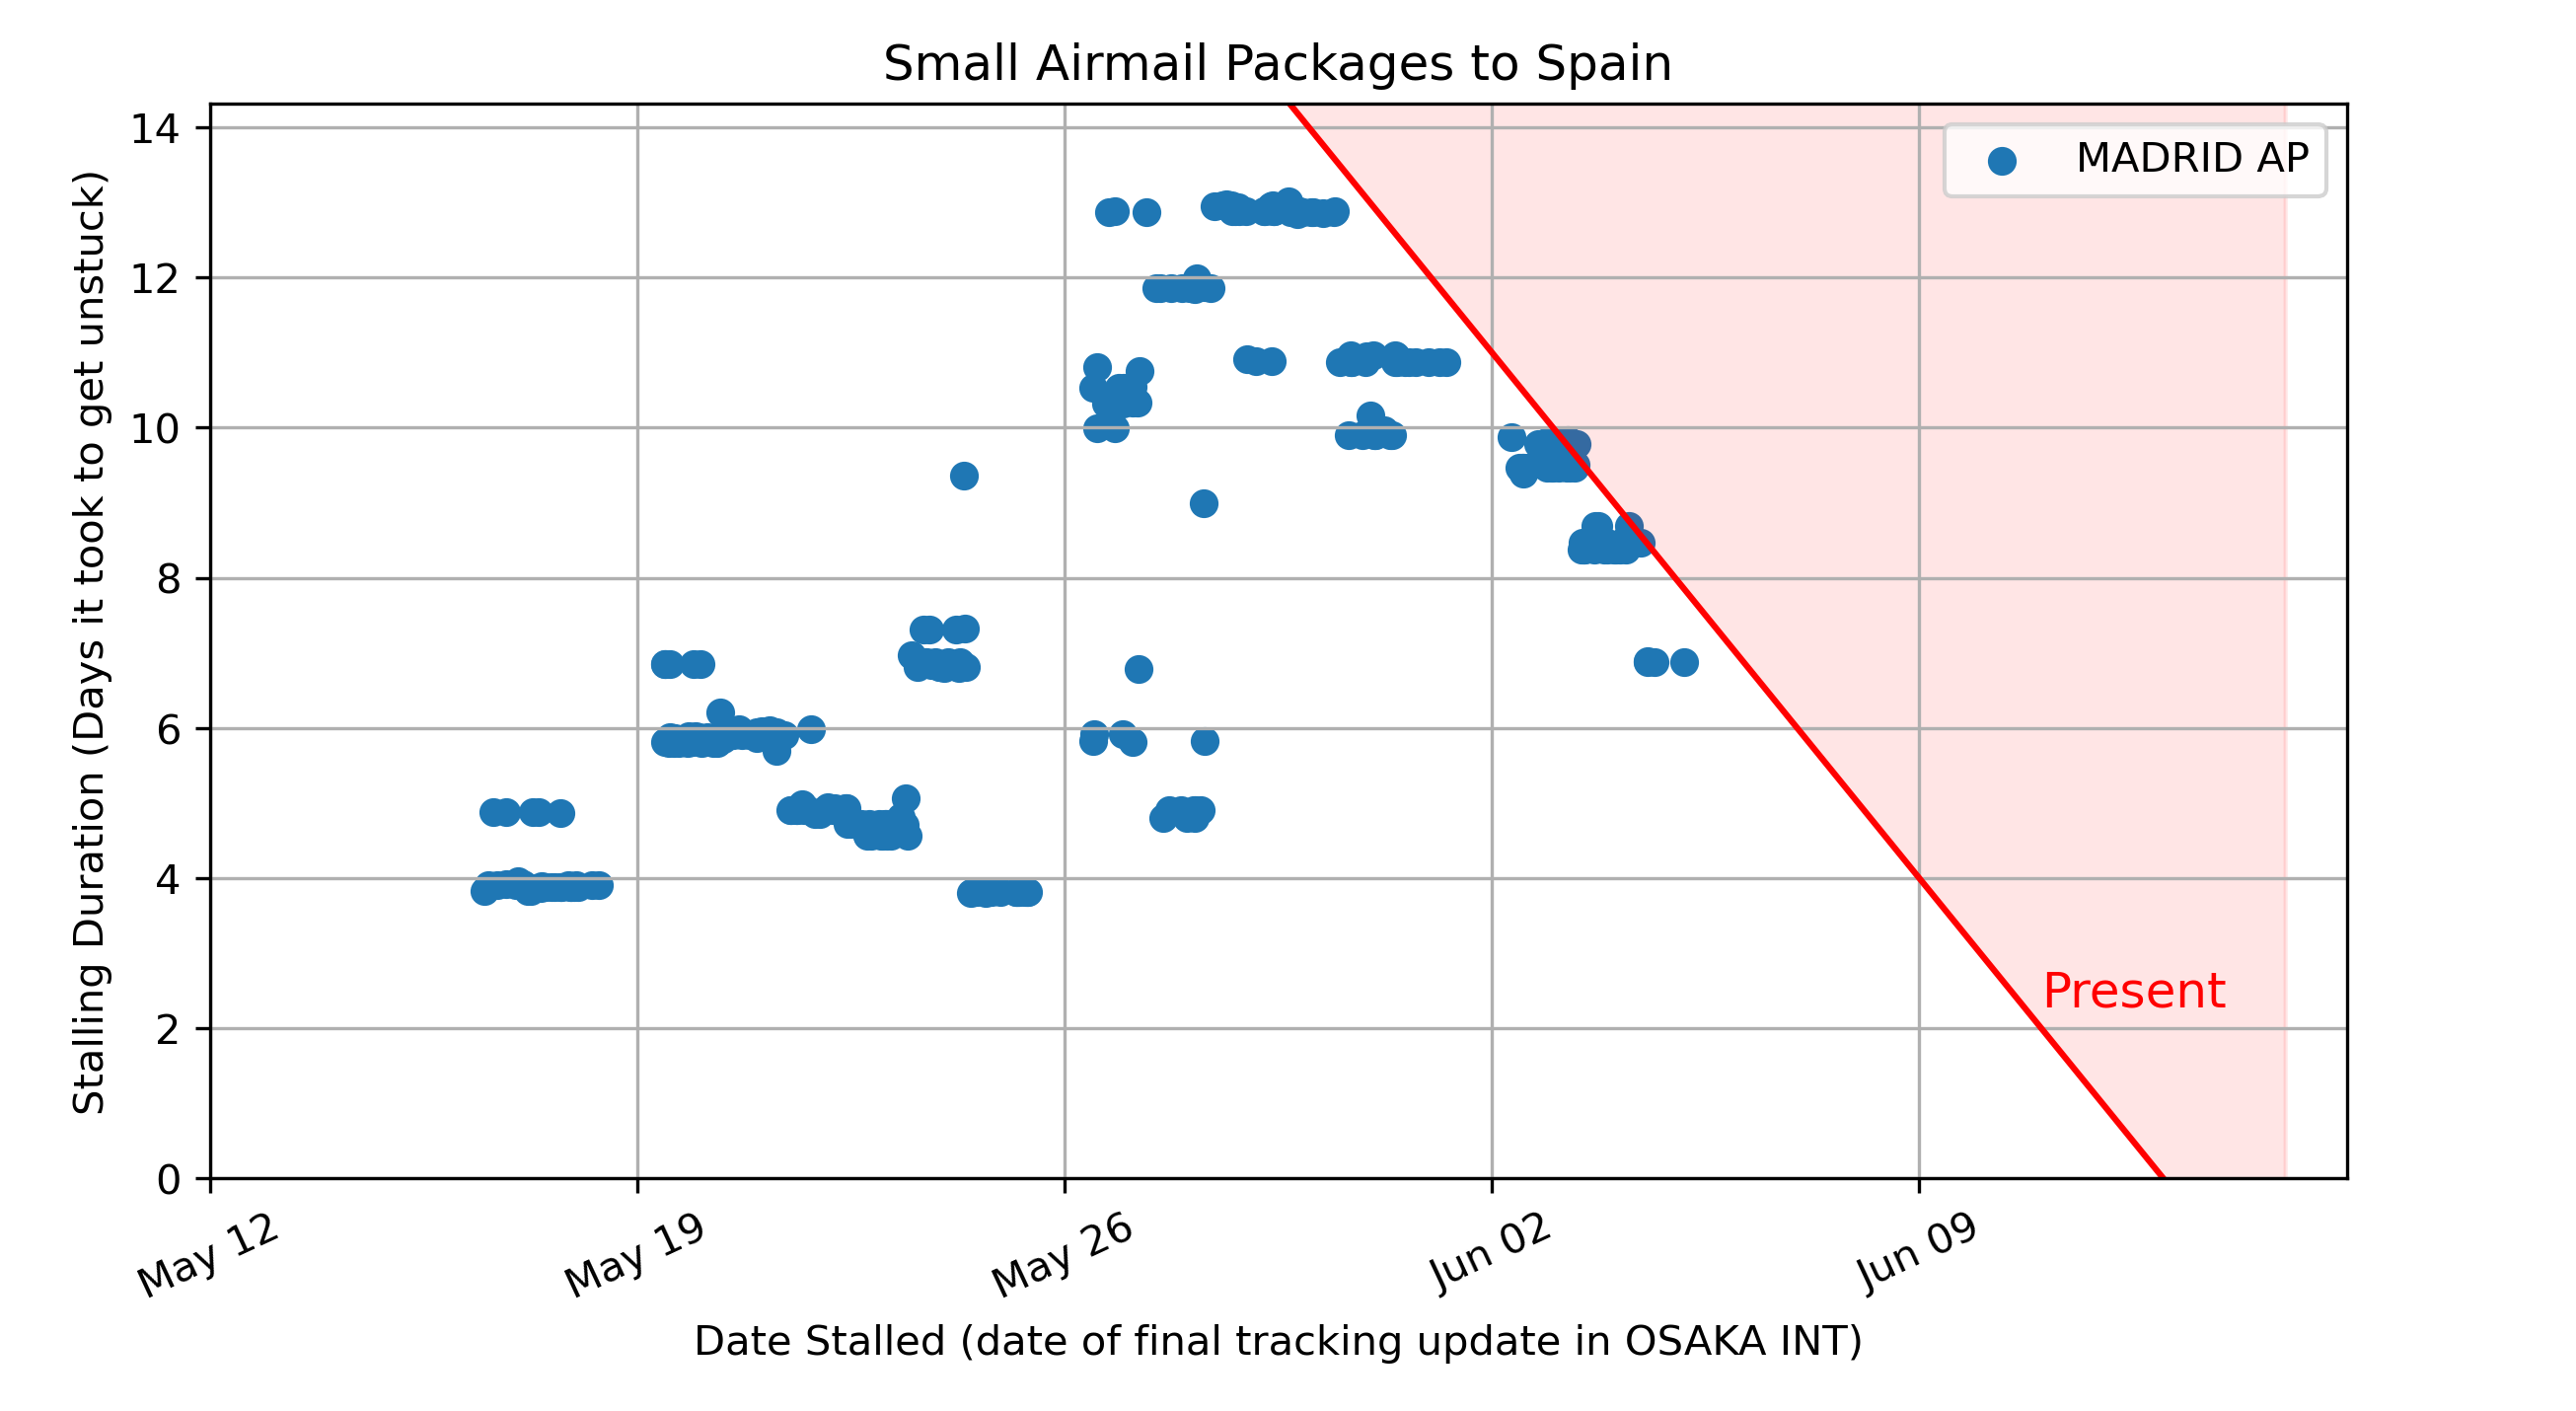 Small Airmail Packages to Spain
MADRID AP
14
12
10
8
6
4
2
0
Stalling Duration (Days it took to get unstuck)
Present
May 12
May 19
May 26
Jun 02
Jun 09
Date Stalled (date of final tracking update in OSAKA INT)